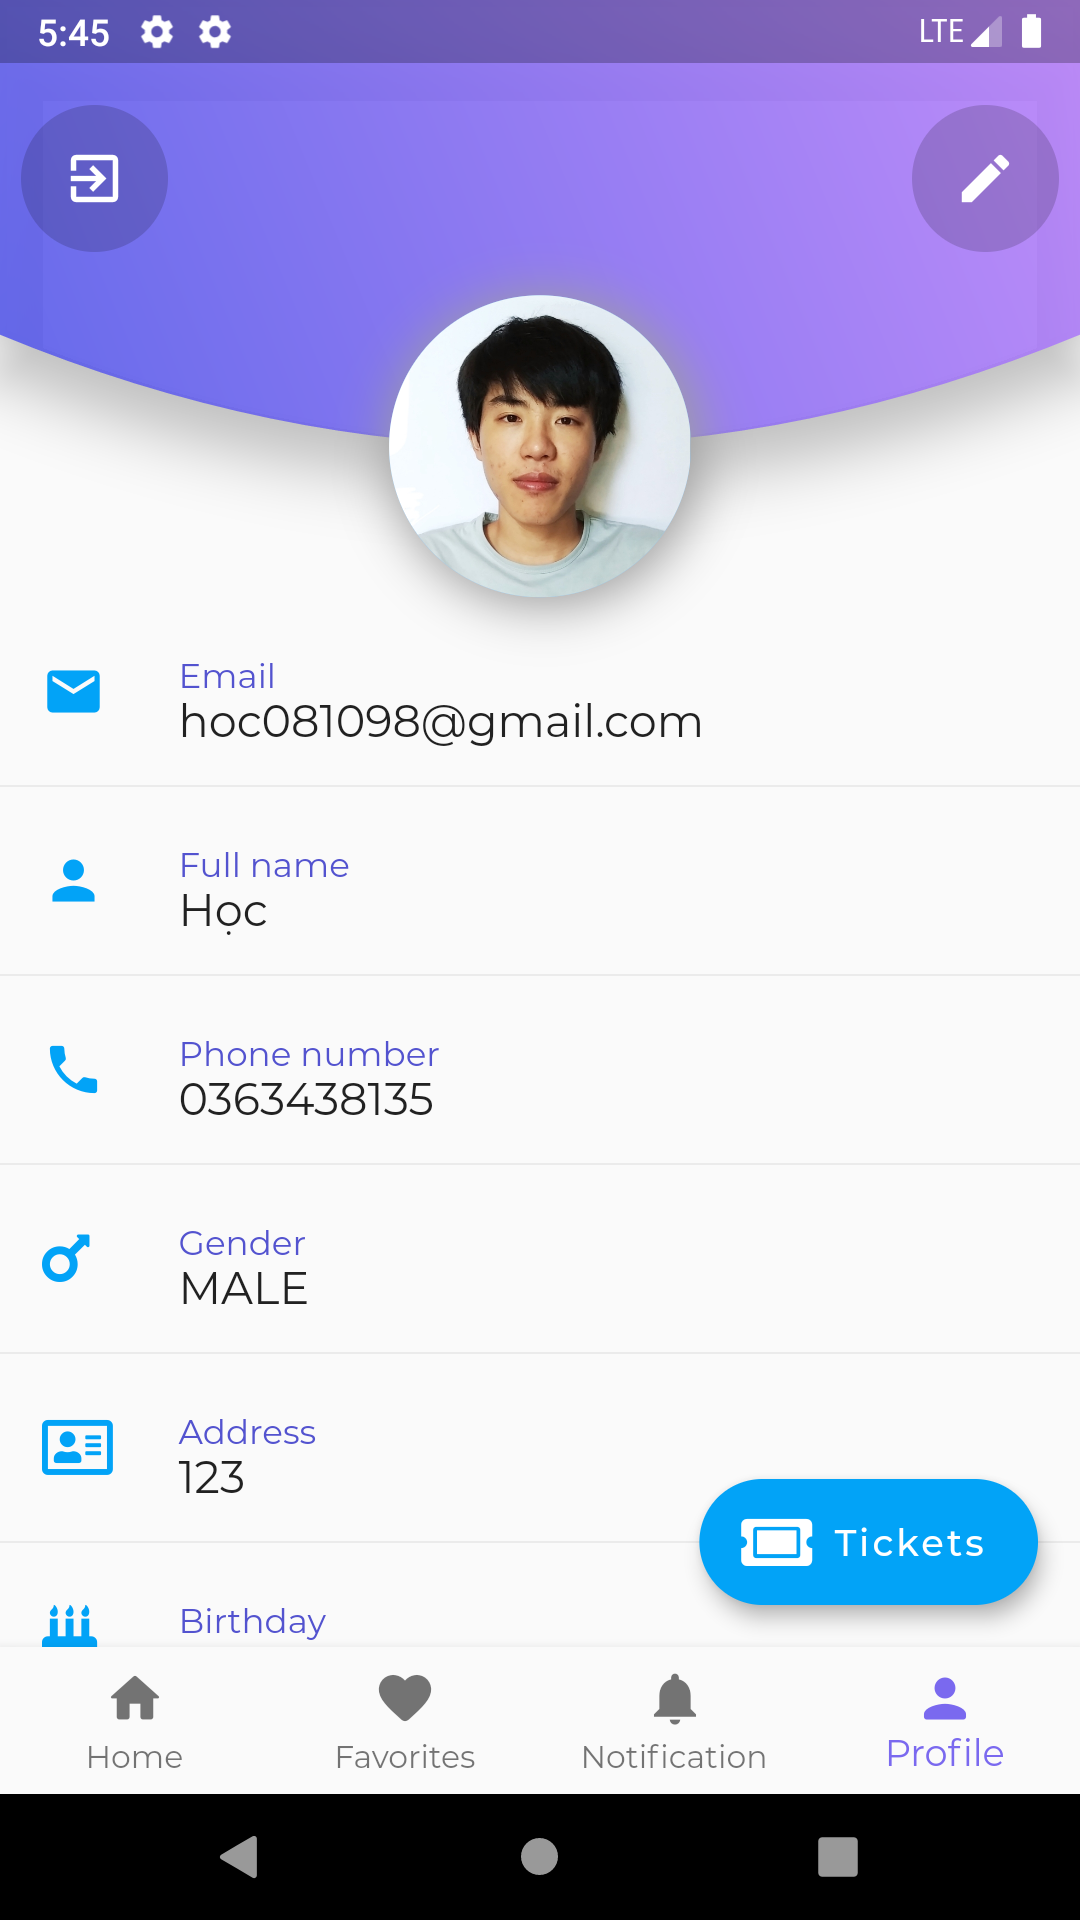 5:45
LTE
Email
hoc081098@gmail.com
Full name
Học
Phone number
0363438135
Gender
MALE
Address
123
Tickets
Birthday
Home
Favorites
Notification
Profile